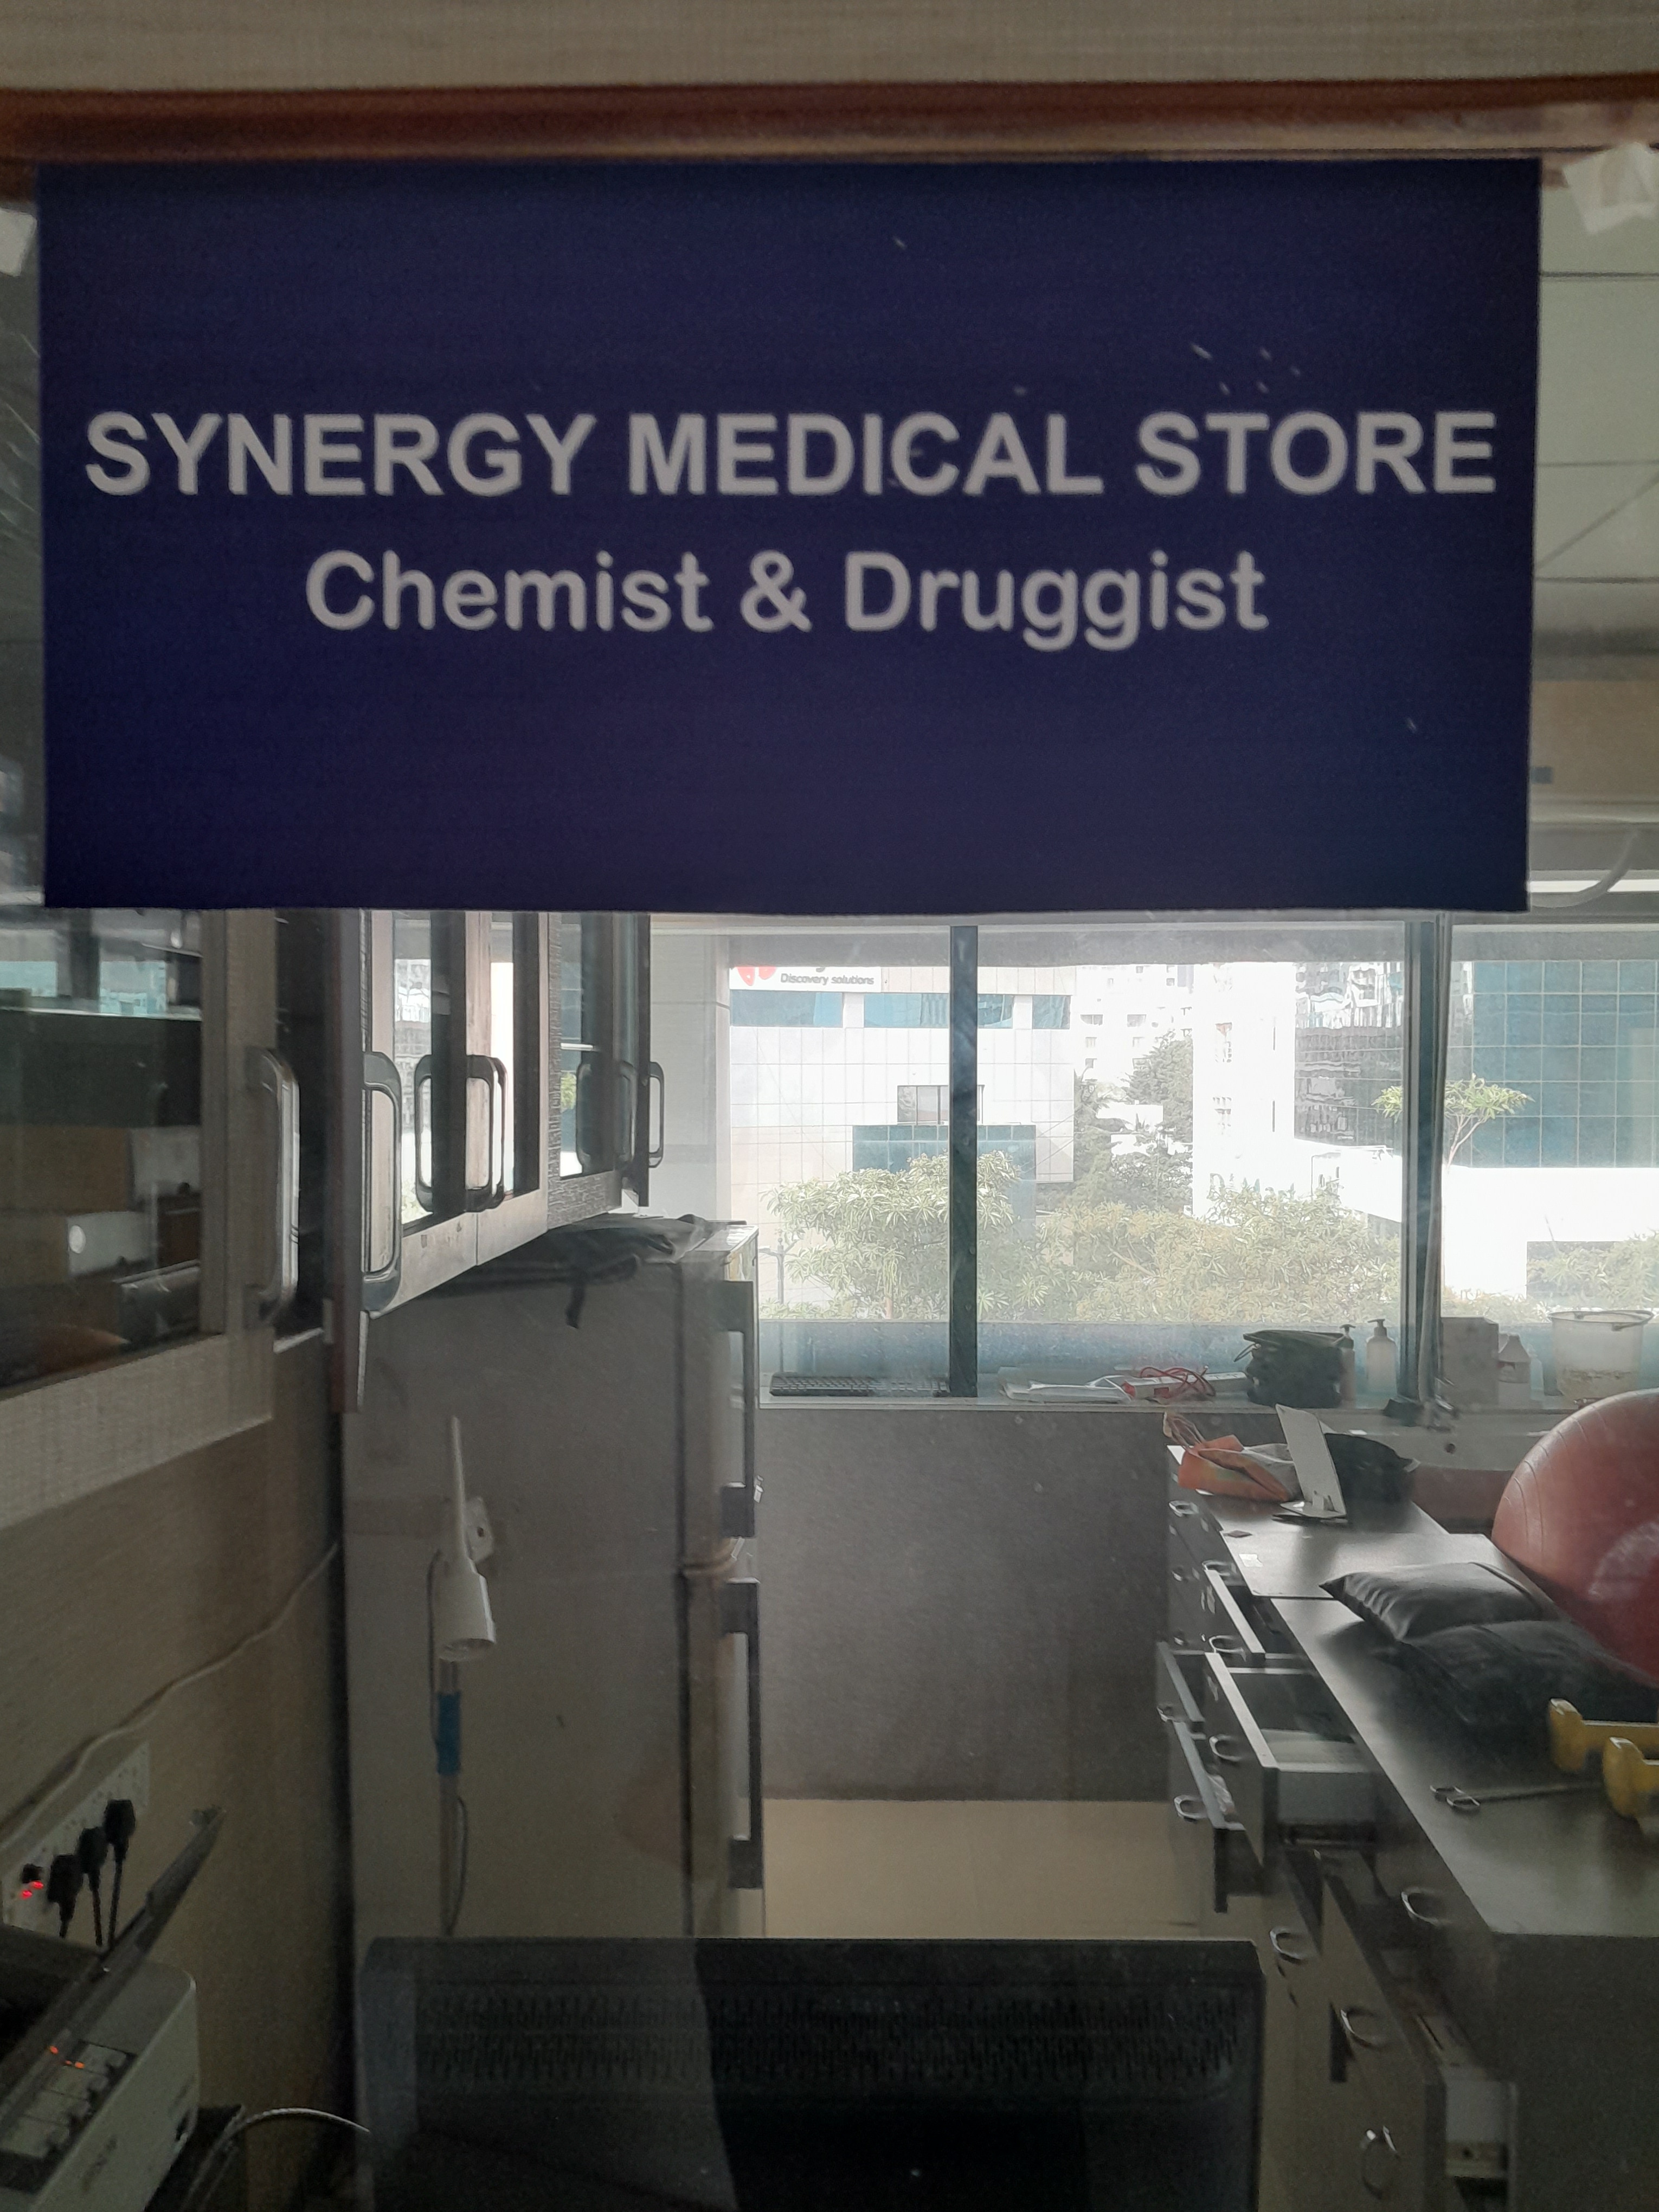 SYNERGY MEDICAL STORE
Chemist & Druggist
Discovery solutions